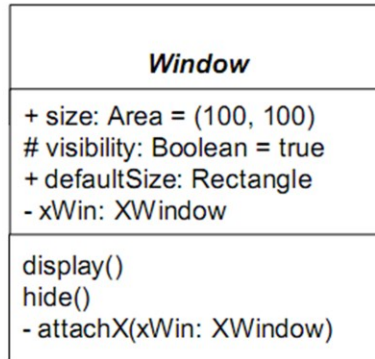 Window
+ size: Area = (100, 100)
# visibility: Boolean = true
+ defaultSize: Rectangle
- xWin: XWindow
display()
hide()
- attachX(xWin: XWindow)